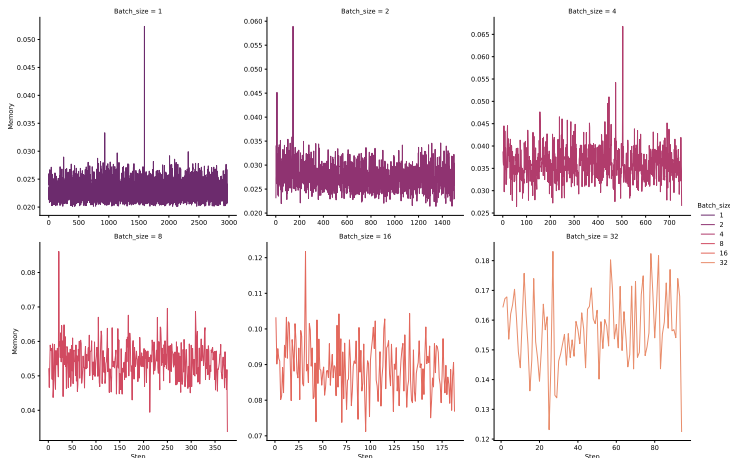 Batch_size = 1
Batch_size = 2
Batch_size = 4
Memory
0.050
0.045
0.040
0.035
0.030
0.025
0.020
0 500 1000 1500 2000 2500 3000
0.060
0.055
0.050
0.045
0.040
0.035
0.030
0.025
0.020
0 200 400 600 800 1000 1200 1400
0.065
0.060
0.055
0.050
0.045
0.040
0.035
0.030
0.025
0 100 200 300 400 500 600 700
Batch_size
1
2
4
8
16
32
Batch_size = 8
Batch_size = 16
Batch_size = 32
Memory
0.08
0.07
0.06
0.05
0.04
0 50 100 150 200 250 300 350
Step
0.13
0.12
0.11
0.10
0.09
0.08
0.07
0 25 50 75 100 125 150 175
Step
0.18
0.17
0.16
0.15
0.14
0.13
0.12
0 20 40 60 80
Step